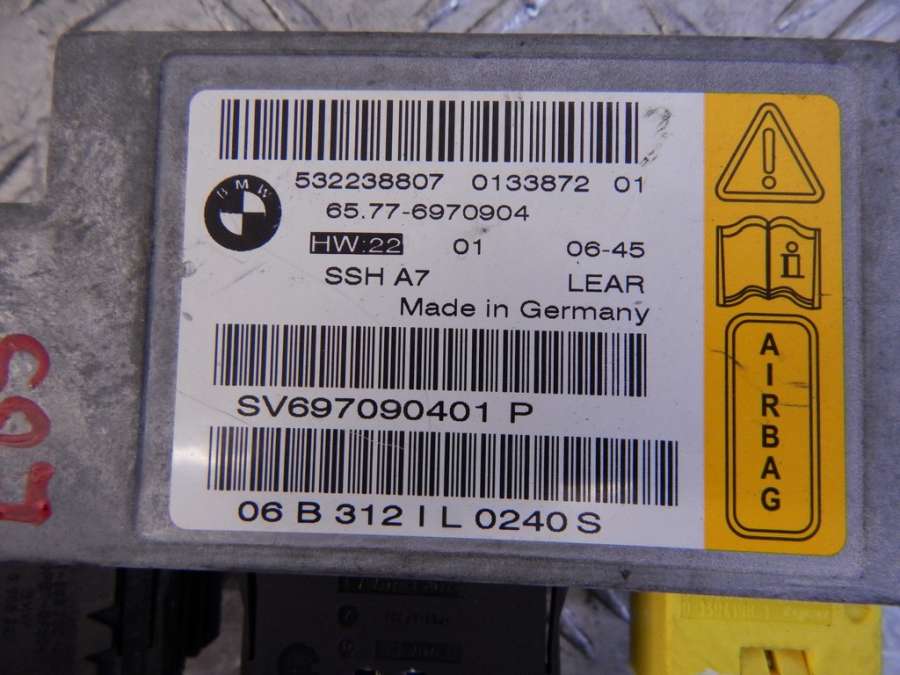 532238807 0133872 01
BMW
65.77-6970904
HW:22 01 06-45
SSH A7 LEAR
Made in Germany
SV697090401 P
06 B 312 I L 0240 S
i
AIRBAG